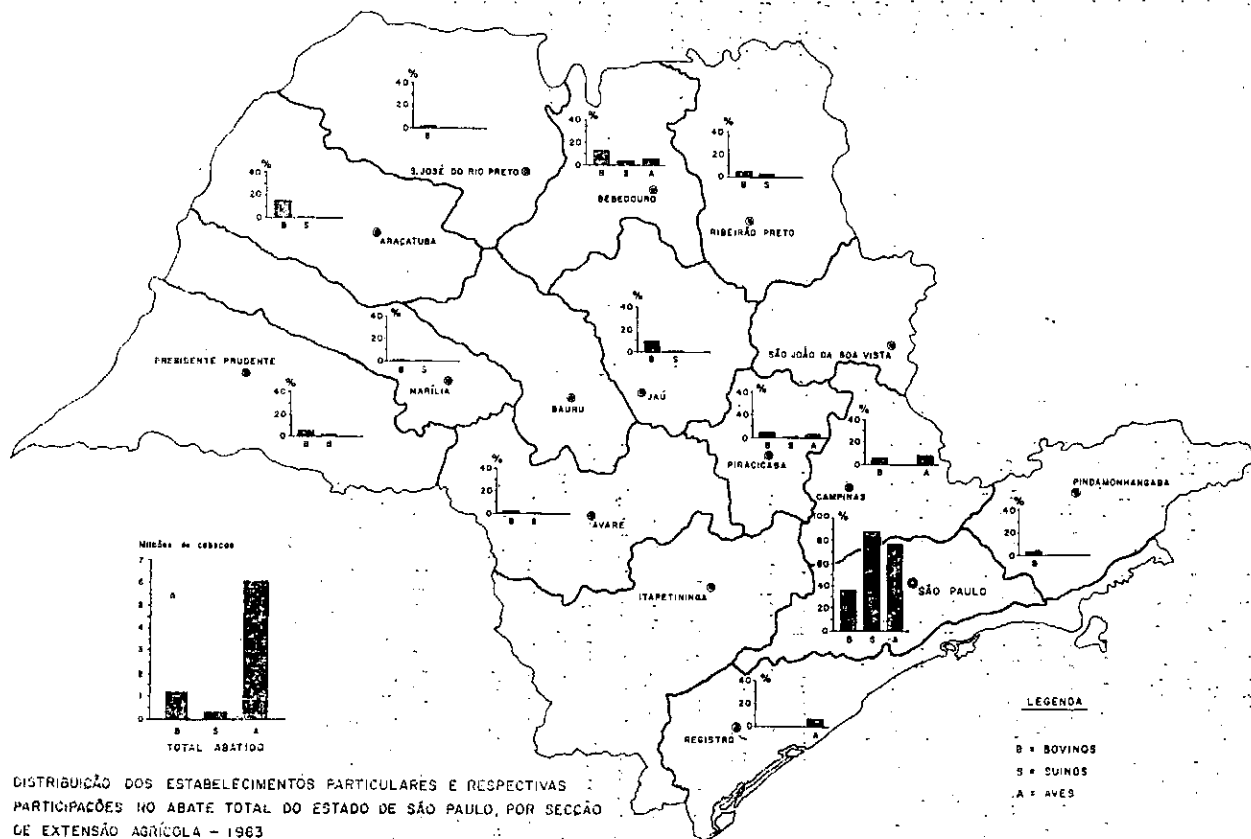 %
40
20
0
B
S. JOSÉ DO RIO PRETO
%
40
20
0
B S A
BEBEDOURO
%
40
20
0
B S
RIBEIRÃO PRETO
%
40
20
0
B S
ARAÇATUBA
%
40
20
0
B S
MARÍLIA
%
40
20
0
B S
JAÚ
SÃO JOÃO DA BOA VISTA
PRESIDENTE PRUDENTE
%
40
20
0
B S
BAURU
%
40
20
0
B S A
PIRACICABA
%
40
20
0
B A
CAMPINAS
%
40
20
0
B S
AVARÉ
PINDAMONHANGABA
%
40
20
0
B
%
100
80
60
40
20
0
B S A
SÃO PAULO
ITAPETININGA
%
40
20
0
A
REGISTRO
Milhões de cabeças
7
6
5
4
3
2
1
0
B S A
TOTAL ABATIDO
LEGENDA
B = BOVINOS
S = SUINOS
A = AVES
DISTRIBUIÇÃO DOS ESTABELECIMENTOS PARTICULARES E RESPECTIVAS
PARTICIPAÇÕES NO ABATE TOTAL DO ESTADO DE SÃO PAULO, POR SECÇÃO
DE EXTENSÃO AGRÍCOLA - 1963